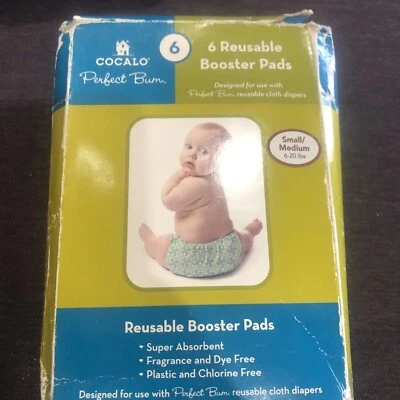 COCALO®
Perfect Bum™
6
6 Reusable
Booster Pads
Designed for use with
Perfect Bum reusable cloth diapers
Small/
Medium
6-20 lbs
Reusable Booster Pads
• Super Absorbent
• Fragrance and Dye Free
• Plastic and Chlorine Free
Designed for use with Perfect Bum reusable cloth diapers